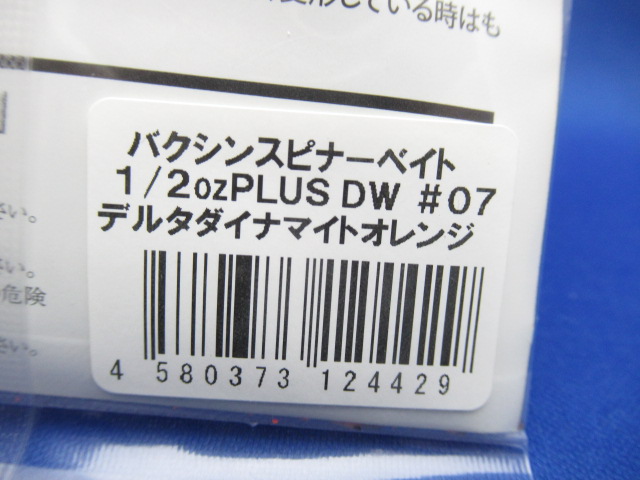 している時はも
バクシンスピナーベイト
1/2ozPLUS DW #07
デルタダイナマイトオレンジ
4 580373 124429
さい。
さい。
危険
さい。